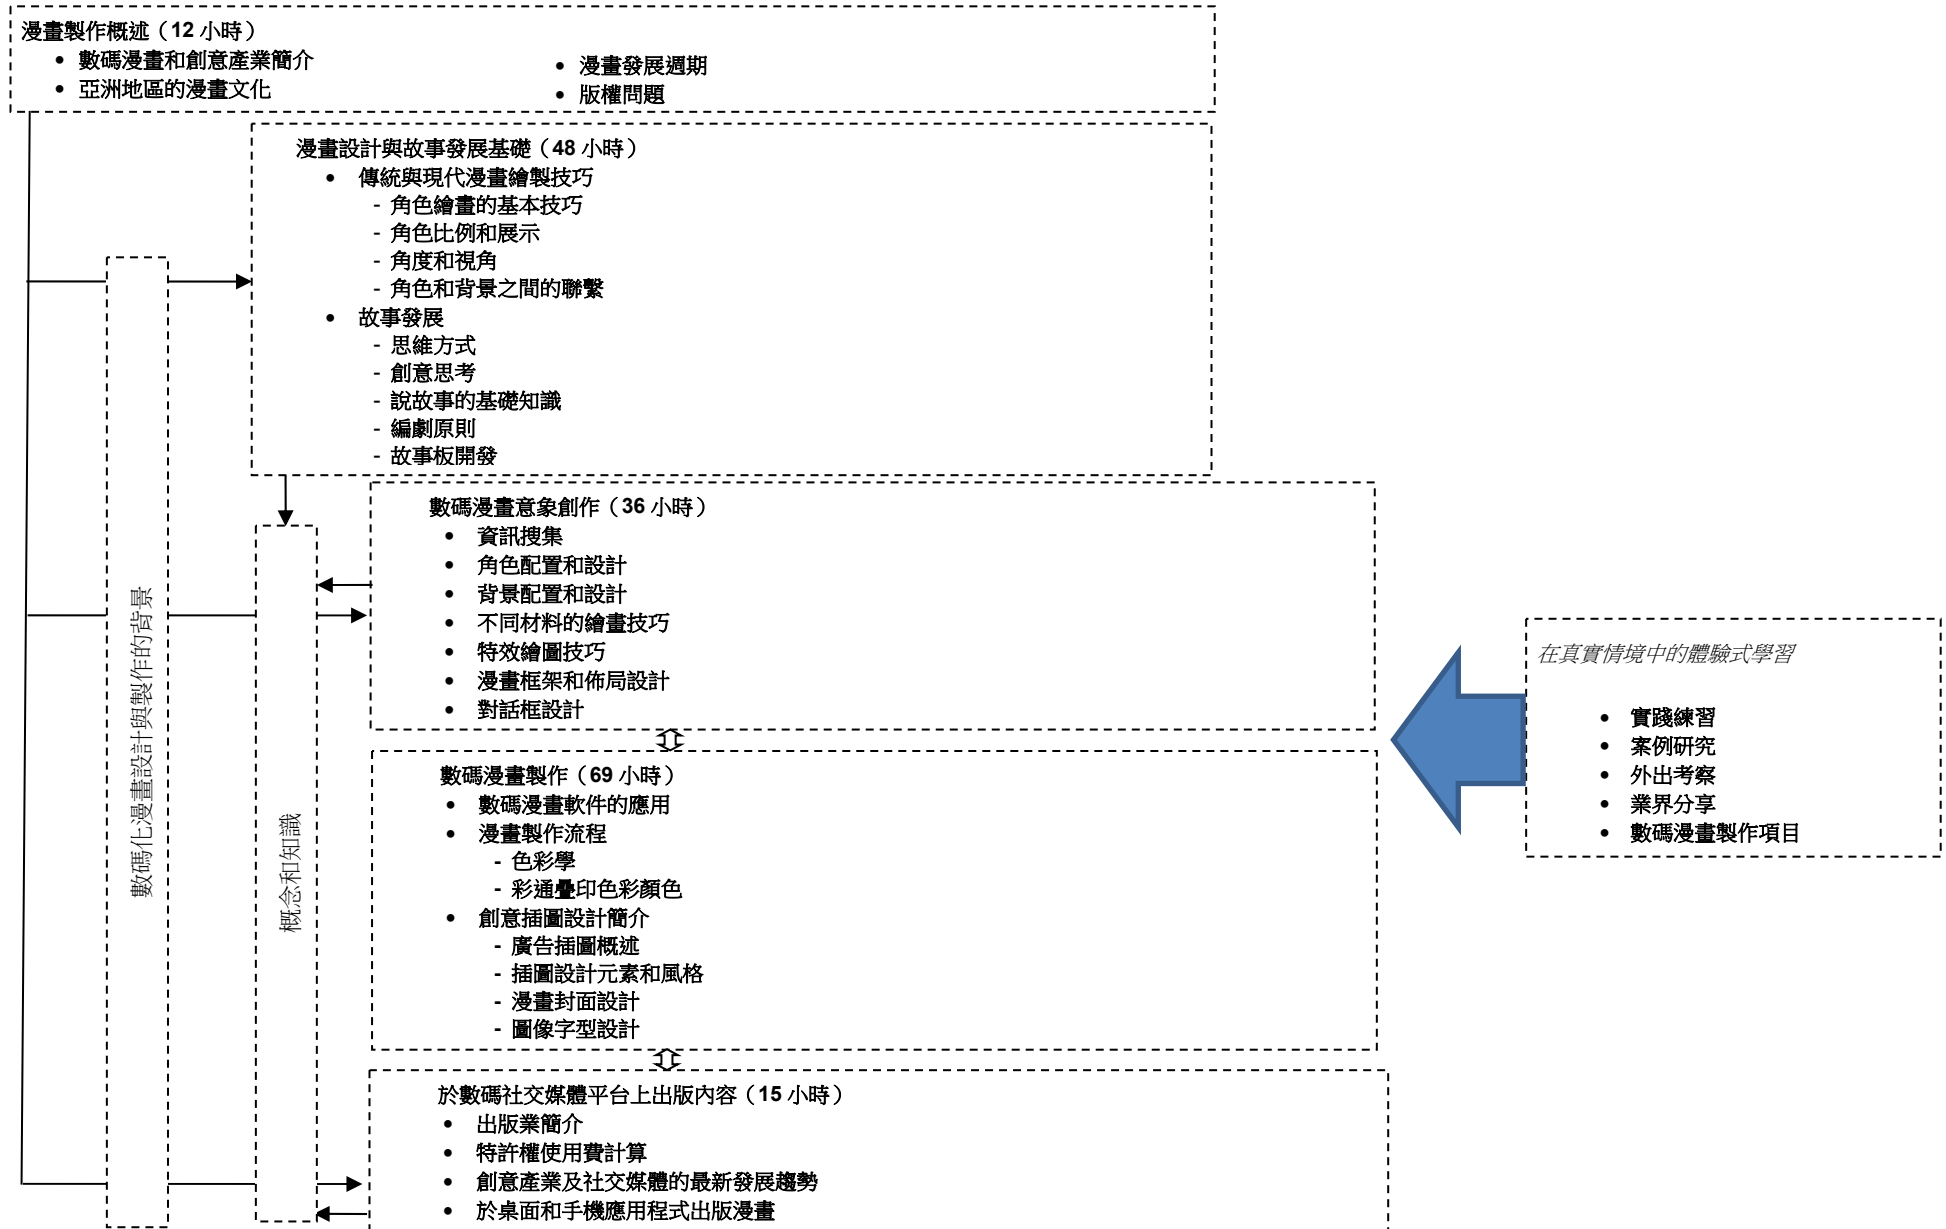 漫畫製作概述（12 小時）
• 數碼漫畫和創意產業簡介
• 亞洲地區的漫畫文化
• 漫畫發展週期
• 版權問題
漫畫設計與故事發展基礎（48 小時）
• 傳統與現代漫畫繪製技巧
- 角色繪畫的基本技巧
- 角色比例和展示
- 角度和視角
- 角色和背景之間的聯繫
• 故事發展
- 思維方式
- 創意思考
- 說故事的基礎知識
- 編劇原則
- 故事板開發
數碼化漫畫設計與製作的背景
概念和知識
數碼漫畫意象創作（36 小時）
• 資訊搜集
• 角色配置和設計
• 背景配置和設計
• 不同材料的繪畫技巧
• 特效繪圖技巧
• 漫畫框架和佈局設計
• 對話框設計
數碼漫畫製作（69 小時）
• 數碼漫畫軟件的應用
• 漫畫製作流程
- 色彩學
- 彩通疊印色彩顏色
• 創意插圖設計簡介
- 廣告插圖概述
- 插圖設計元素和風格
- 漫畫封面設計
- 圖像字型設計
於數碼社交媒體平台上出版內容（15 小時）
• 出版業簡介
• 特許權使用費計算
• 創意產業及社交媒體的最新發展趨勢
• 於桌面和手機應用程式出版漫畫
在真實情境中的體驗式學習
• 實踐練習
• 案例研究
• 外出考察
• 業界分享
• 數碼漫畫製作項目